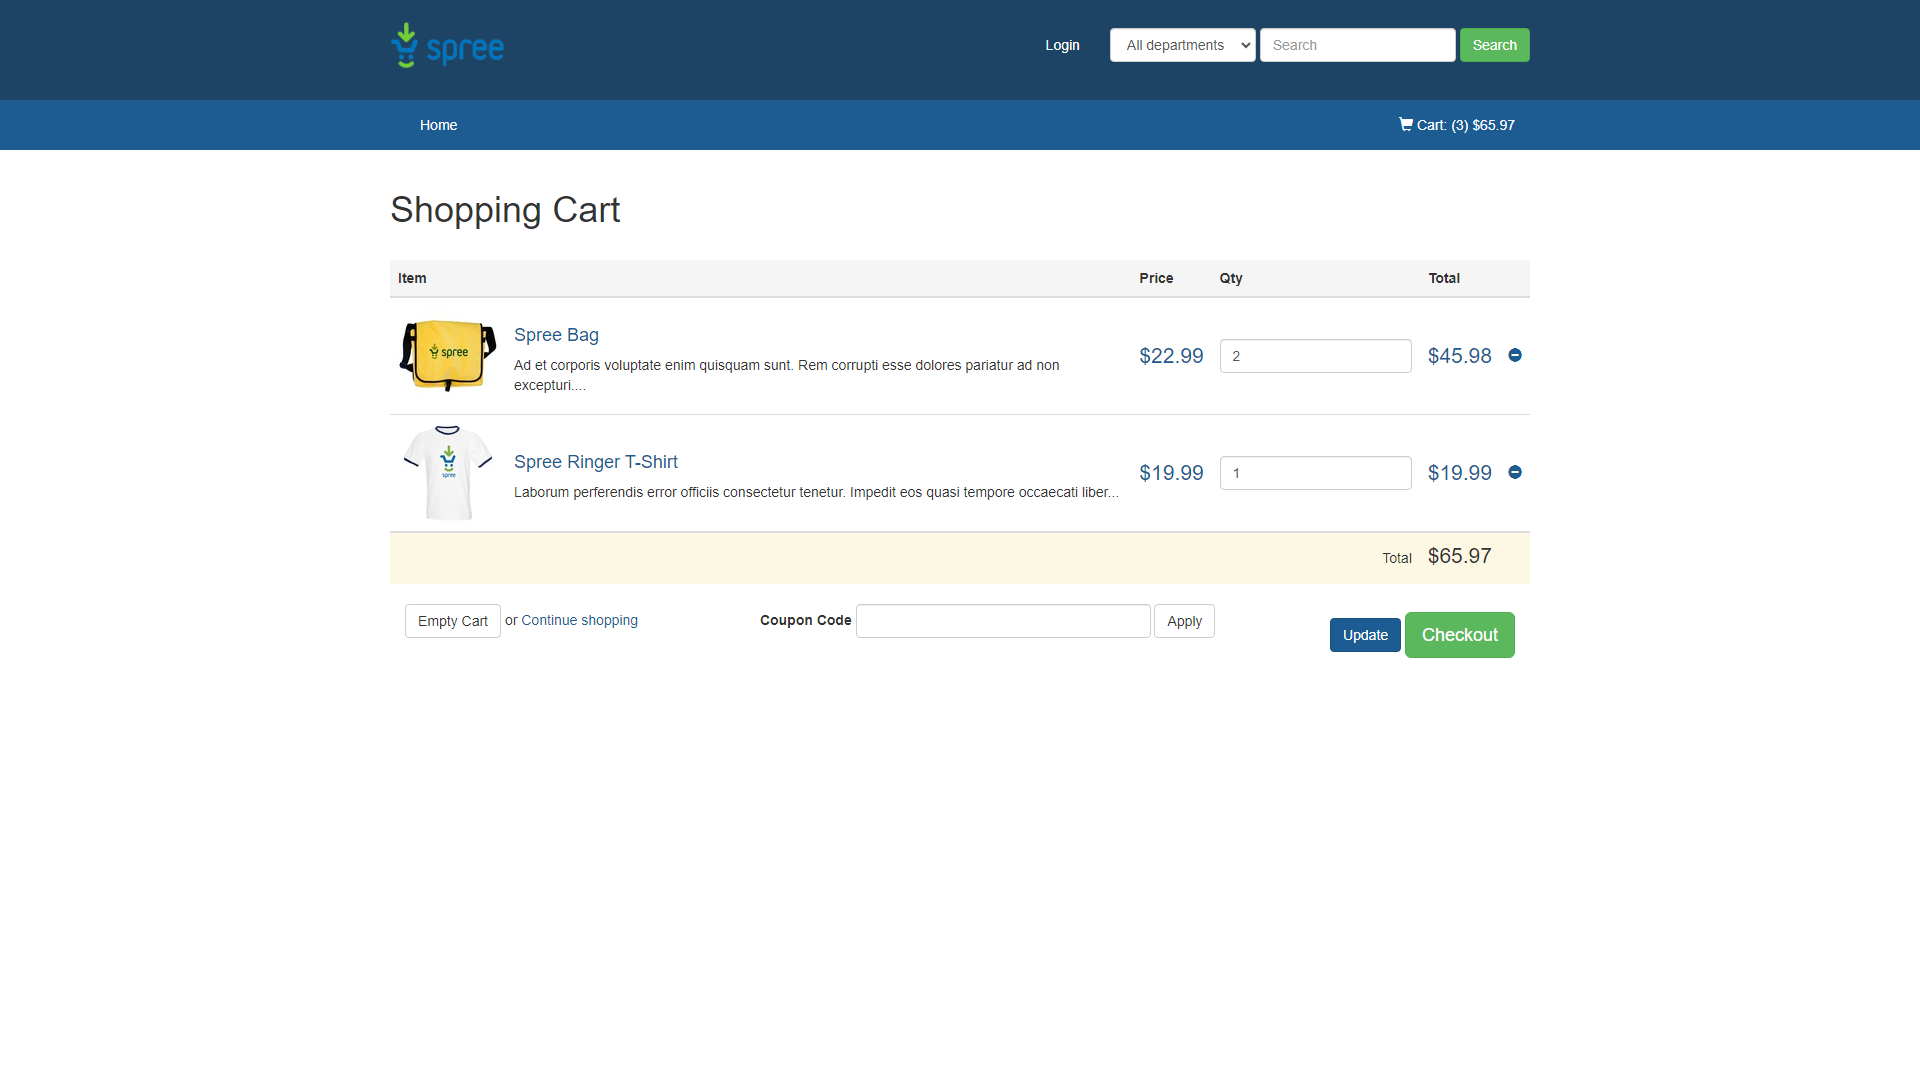 spree
Login
All departments
Search
Search
Home
Cart: (3) $65.97
Shopping Cart
Item Price Qty Total
spree
Spree Bag
Ad et corporis voluptate enim quisquam sunt. Rem corrupti esse dolores pariatur ad non
excepturi....
$22.99 2 $45.98
spree
Spree Ringer T-Shirt
Laborum perferendis error officiis consectetur tenetur. Impedit eos quasi tempore occaecati liber...
$19.99 1 $19.99
Total $65.97
Empty Cart or Continue shopping
Coupon Code Apply
Update Checkout